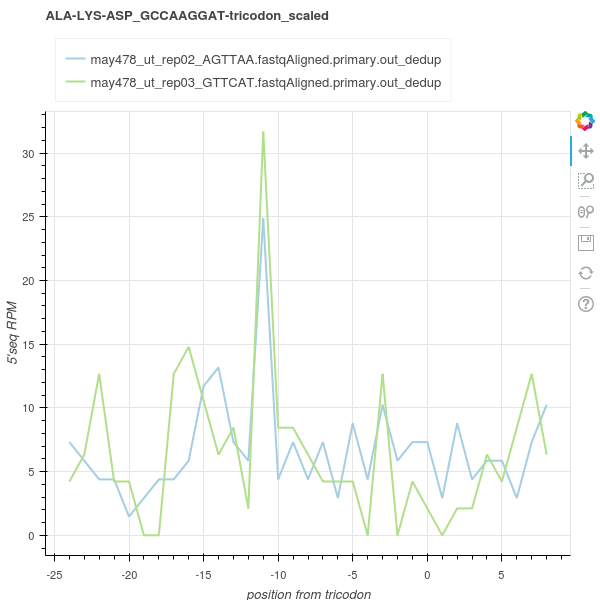 ALA-LYS-ASP_GCCAAGGAT-tricodon_scaled
may478_ut_rep02_AGTTAA.fastqAligned.primary.out_dedup
may478_ut_rep03_GTTCAT.fastqAligned.primary.out_dedup
30
25
20
15
10
5
0
5'seq RPM
-25 -20 -15 -10 -5 0 5
position from tricodon